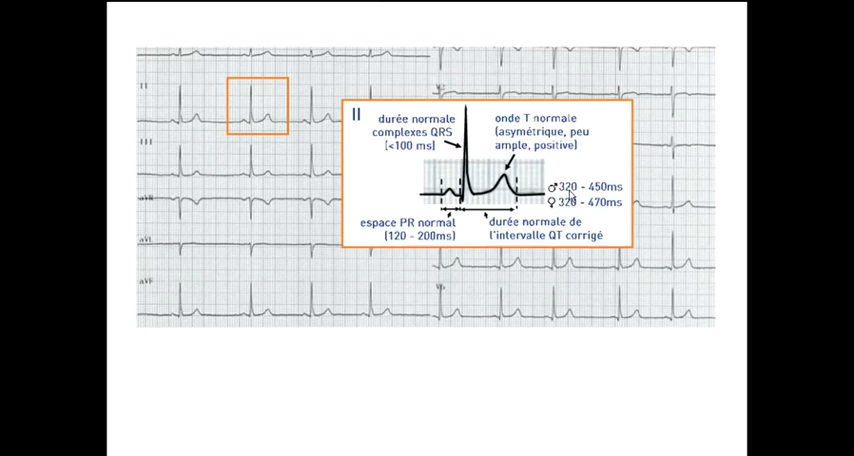 II
III
aVR
aVL
aVF
V2
II
durée normale
complexes QRS
(<100 ms)
onde T normale
(asymétrique, peu
ample, positive)
♂ 320 - 450ms
♀ 320 - 470ms
espace PR normal
(120 - 200ms)
durée normale de
l'intervalle QT corrigé